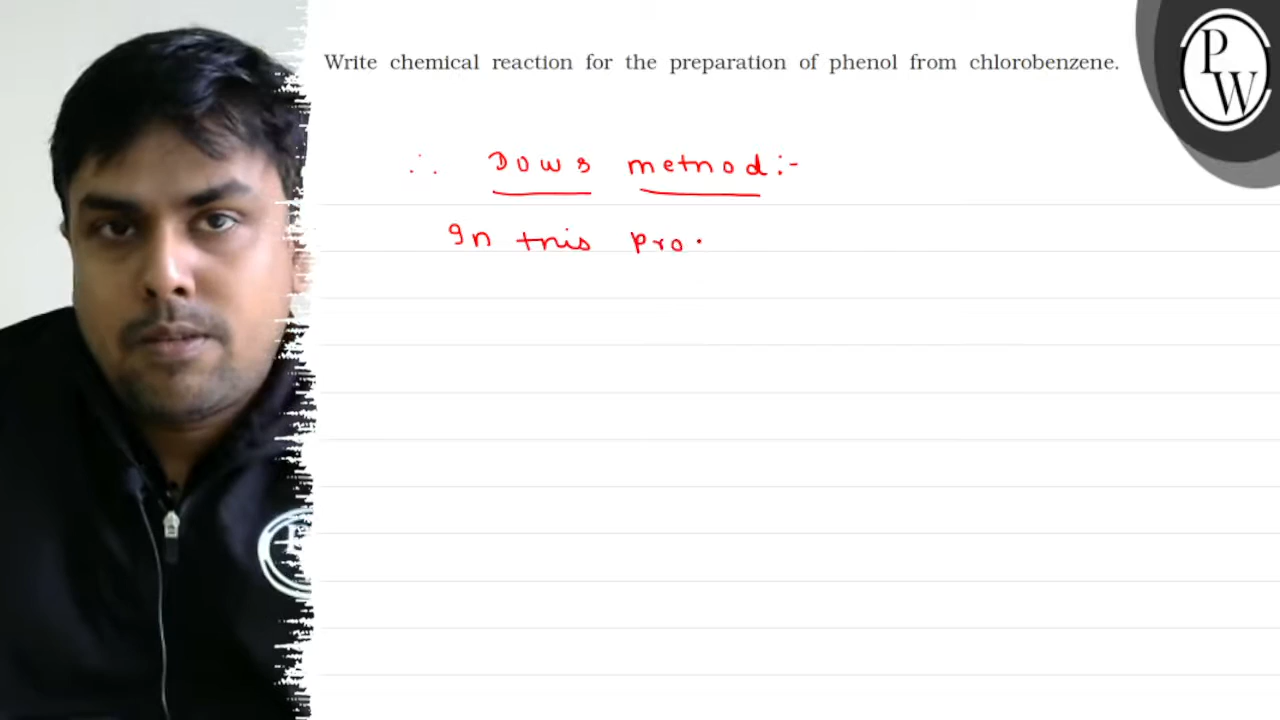 Write chemical reaction for the preparation of phenol from chlorobenzene.
P
W
∴ Dows method :-
In this pro